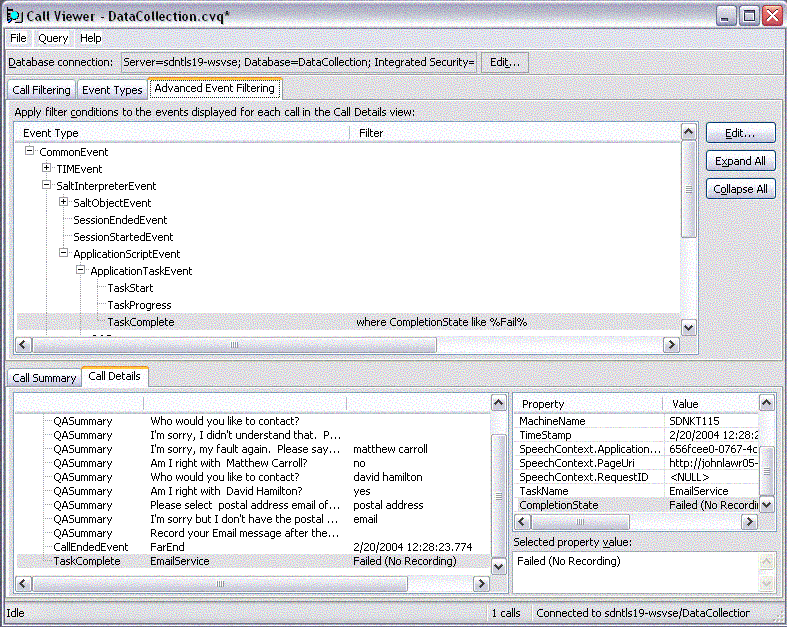 Call Viewer - DataCollection.cvq*
File Query Help
Database connection: Server=sdntls19-wsvse; Database=DataCollection; Integrated Security= Edit...
Call Filtering Event Types Advanced Event Filtering
Apply filter conditions to the events displayed for each call in the Call Details view:
Event Type Filter
Edit...
CommonEvent
Expand All
TIMEvent
SaltInterpreterEvent
Collapse All
SaltObjectEvent
SessionEndedEvent
SessionStartedEvent
ApplicationScriptEvent
ApplicationTaskEvent
TaskStart
TaskProgress
TaskComplete where CompletionState like %Fail%
Call Summary Call Details
QASummary Who would you like to contact?
QASummary I'm sorry, I didn't understand that. P...
QASummary I'm sorry, my fault again. Please say... matthew carroll
QASummary Am I right with Matthew Carroll? no
QASummary Who would you like to contact? david hamilton
QASummary Am I right with David Hamilton? yes
QASummary Please select postal address email of... postal address
QASummary I'm sorry but I don't have the postal ... email
QASummary Record your Email message after the...
CallEndedEvent FarEnd 2/20/2004 12:28:23.774
TaskComplete EmailService Failed (No Recording)
Property Value
MachineName SDNKT115
TimeStamp 2/20/2004 12:28:2
SpeechContext.Application... 656fcee0-0767-4c
SpeechContext.PageUri http://johnlawr05-
SpeechContext.RequestID <NULL>
TaskName EmailService
CompletionState Failed (No Recordi
Selected property value:
Failed (No Recording)
Idle 1 calls Connected to sdntls19-wsvse/DataCollection